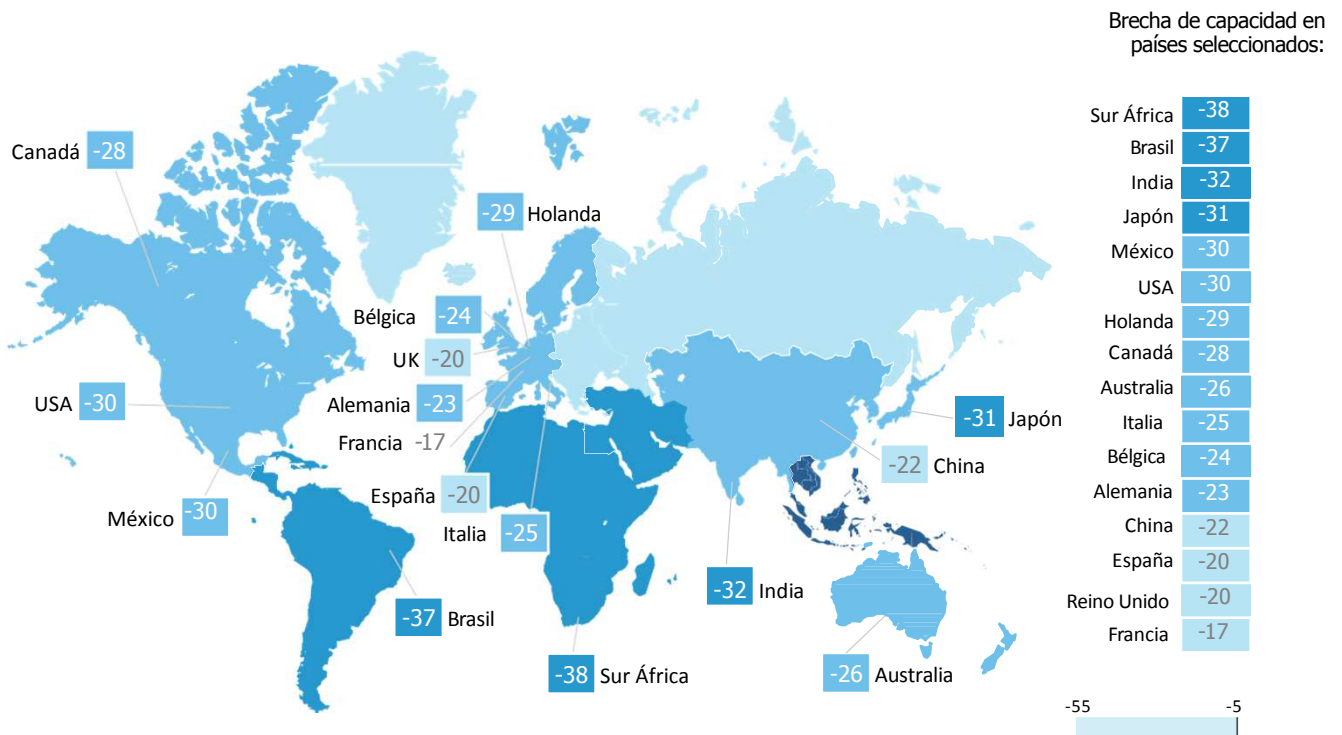 Brecha de capacidad en
países seleccionados:
Canadá -28
-29 Holanda
Bélgica -24
UK -20
USA -30
Alemania -23
Francia -17
España -20
Italia -25
México -30
-37 Brasil
-38 Sur África
-32 India
-31 Japón
-22 China
-26 Australia
Sur África -38
Brasil -37
India -32
Japón -31
México -30
USA -30
Holanda -29
Canadá -28
Australia -26
Italia -25
Bélgica -24
Alemania -23
China -22
España -20
Reino Unido -20
Francia -17
-55 -5